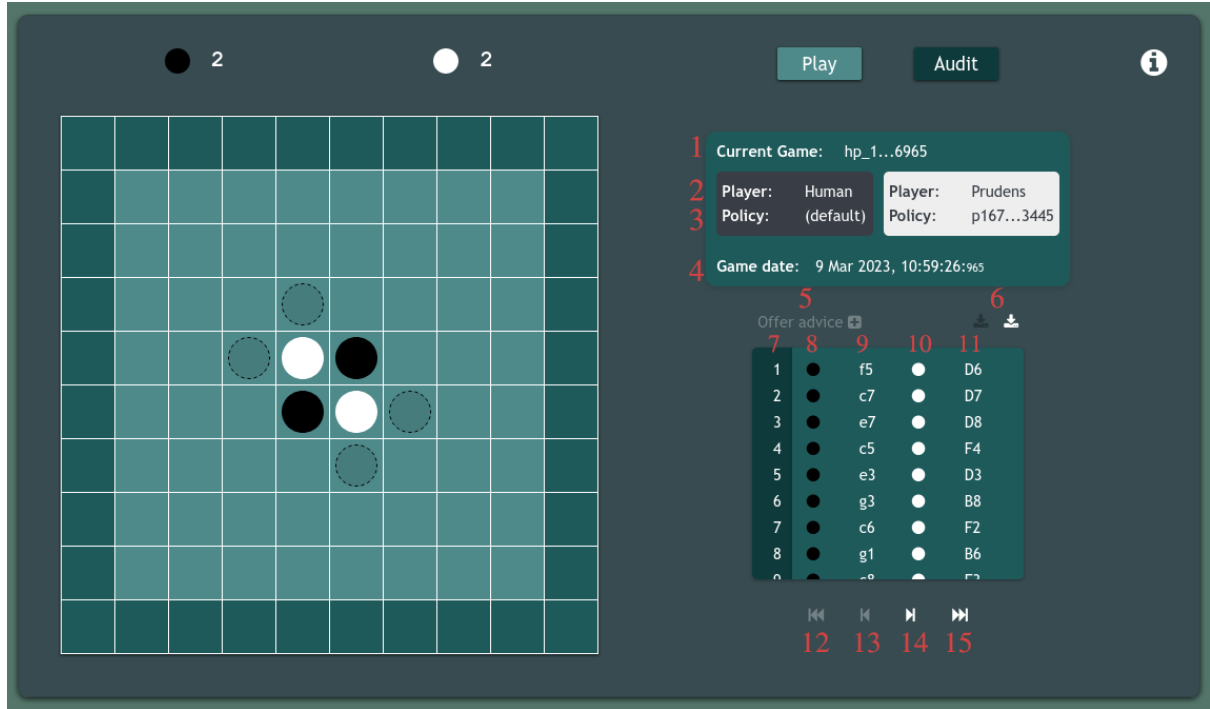 2 2 Play Audit
1 Current Game: hp_1...6965
2 Player: Human Player: Prudens
3 Policy: (default) Policy: p167...3445
4 Game date: 9 Mar 2023, 10:59:26:965
5 6
Offer advice
7 8 9 10 11
1 f5 D6
2 c7 D7
3 e7 D8
4 c5 F4
5 e3 D3
6 g3 B8
7 c6 F2
8 g1 B6
12 13 14 15